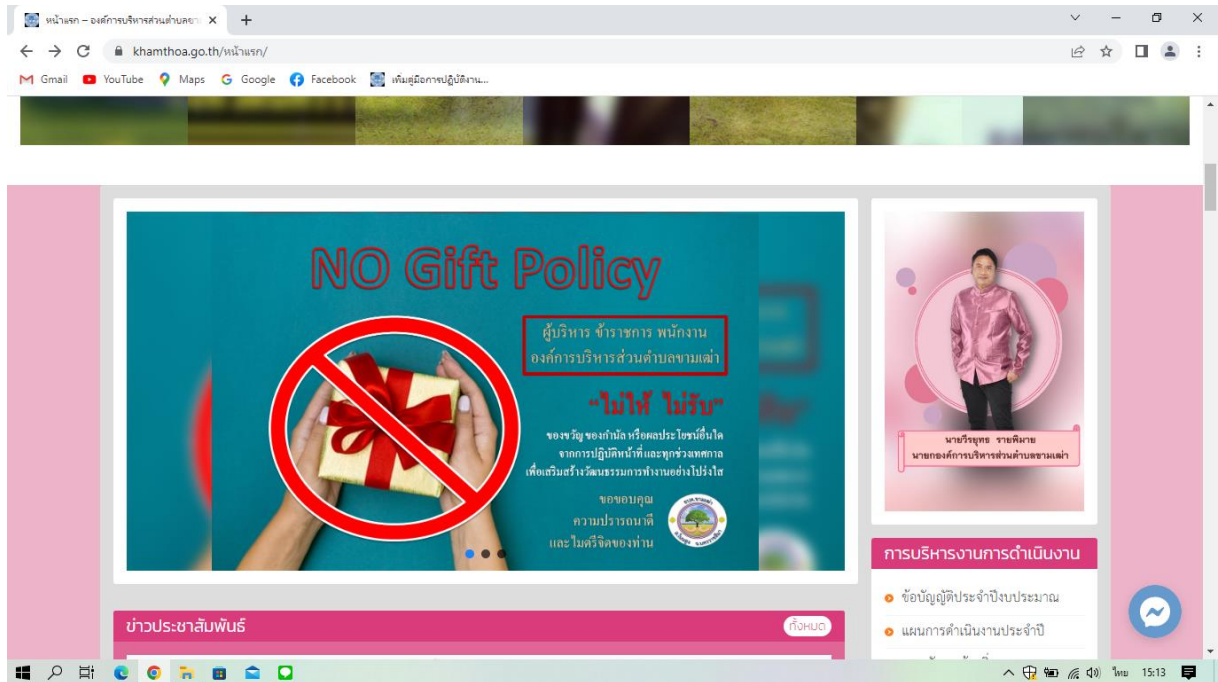 หน้าแรก – องค์การบริหารส่วนตำบลขา
khamthoa.go.th/หน้าแรก/
Gmail YouTube Maps Google Facebook เพิ่มคู่มือการปฏิบัติงาน...
NO Gift Policy
ผู้บริหาร ข้าราชการ พนักงาน
องค์การบริหารส่วนตำบลขามเฒ่า
“ไม่ให้ ไม่รับ”
ของขวัญ ของกำนัล หรือผลประโยชน์อื่นใด
จากการปฏิบัติหน้าที่และทุกช่วงเทศกาล
เพื่อเสริมสร้างวัฒนธรรมการทำงานอย่างโปร่งใส
ขอขอบคุณ
ความปรารถนาดี
และไมตรีจิตของท่าน
นายวีรยุทธ รายพิมาย
นายกองค์การบริหารส่วนตำบลขามเฒ่า
การบริหารงานการดำเนินงาน
ข้อบัญญัติประจำปีงบประมาณ
แผนการดำเนินงานประจำปี
ข่าวประชาสัมพันธ์
ทั้งหมด
ไทย 15:13